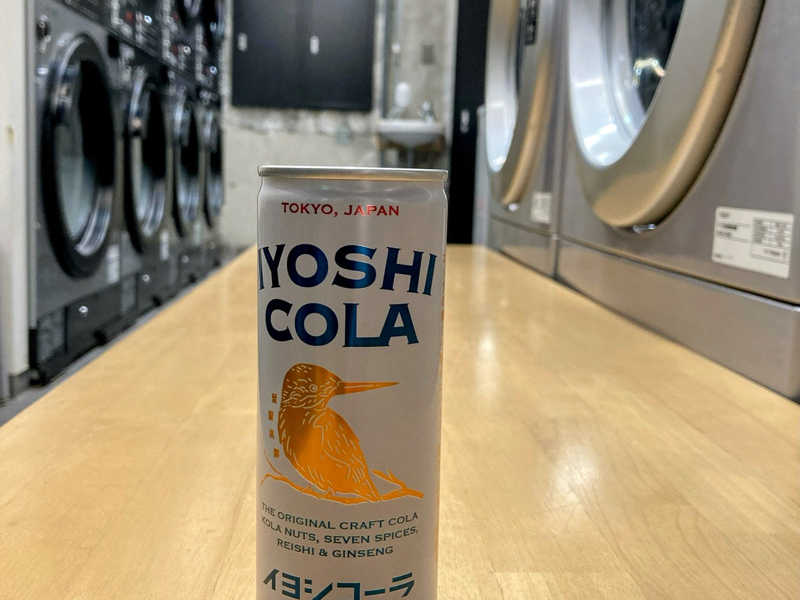 TOKYO, JAPAN
IYOSHI
COLA
THE ORIGINAL CRAFT COLA
KOLA NUTS, SEVEN SPICES,
REISHI & GINSENG
イヨシコーラ